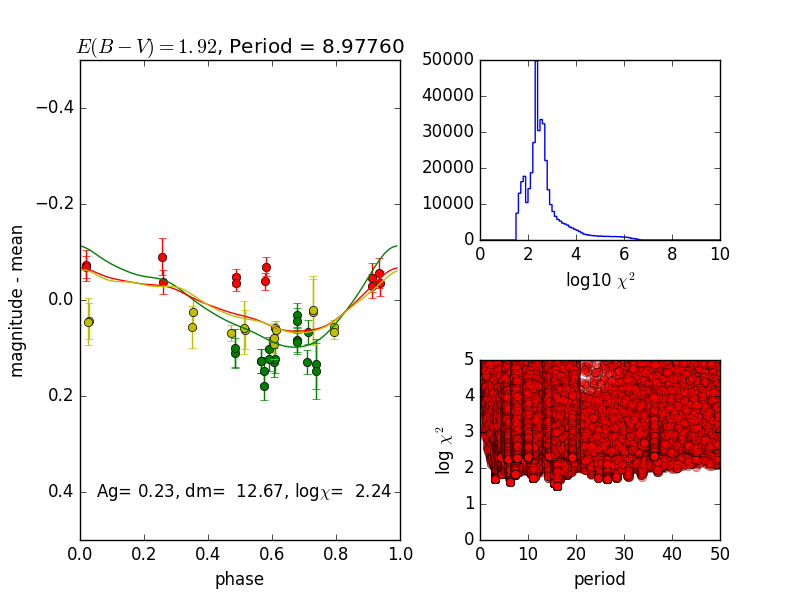 E(B−V)=1.92, Period = 8.97760
magnitude - mean
−0.4
−0.2
0.0
0.2
0.4
Ag= 0.23, dm= 12.67, logχ= 2.24
0.0 0.2 0.4 0.6 0.8 1.0
phase
50000
40000
30000
20000
10000
0
0 2 4 6 8 10
log10 χ²
log χ²
5
4
3
2
1
0
0 10 20 30 40 50
period